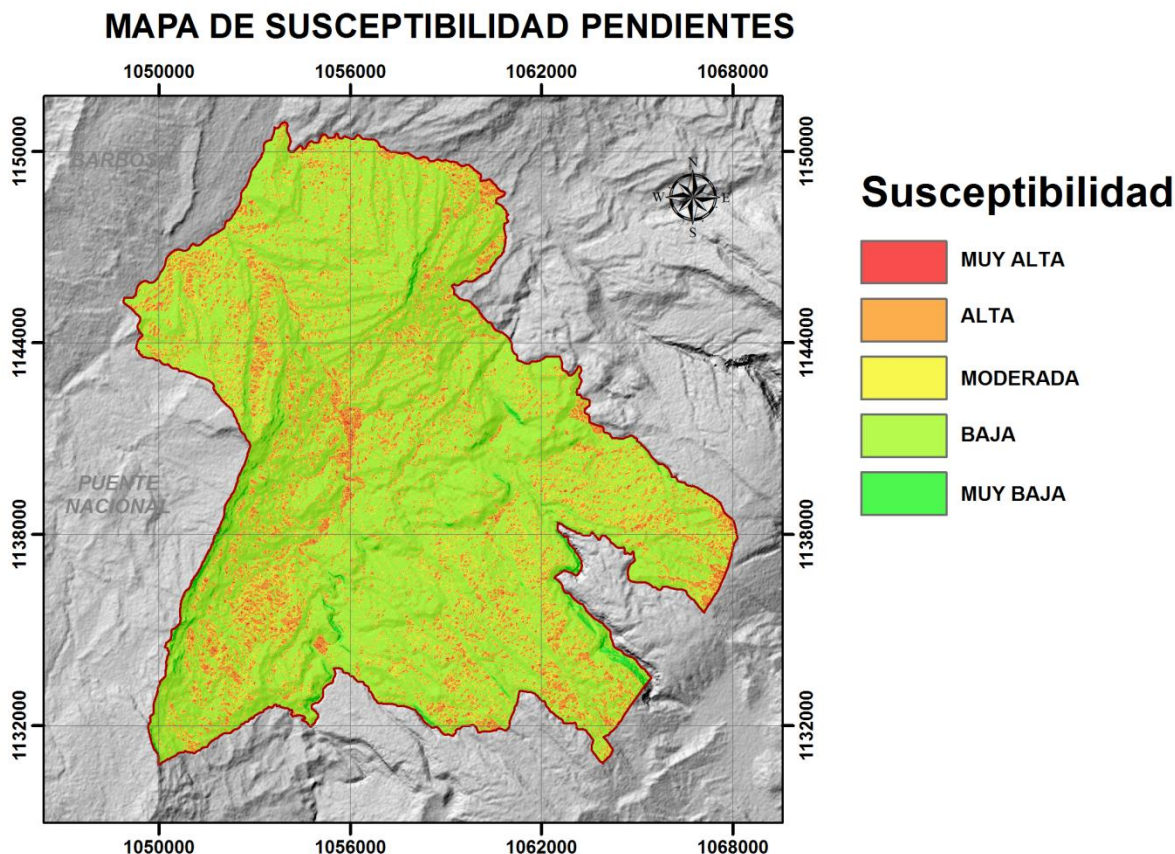 MAPA DE SUSCEPTIBILIDAD PENDIENTES
1050000 1056000 1062000 1068000
1150000 1150000
BARBOSA
N
W E
S
Susceptibilidad
MUY ALTA
ALTA
1144000 1144000
MODERADA
BAJA
PUENTE
NACIONAL
MUY BAJA
1138000 1138000
1132000 1132000
1050000 1056000 1062000 1068000